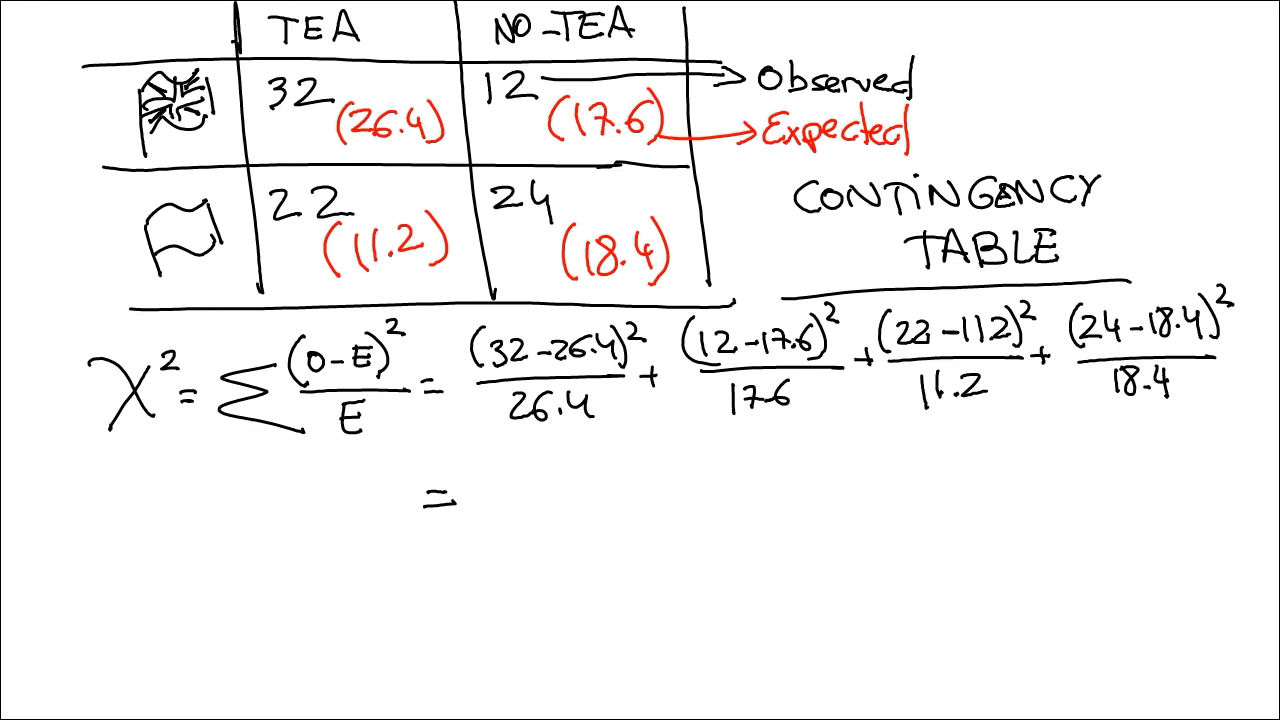 TEA NO-TEA
32 (26.4) 12 (17.6) Observed
Expected
22 (11.2) 24 (18.4) CONTINGENCY
TABLE
χ² = Σ (O-E)²/E = (32-26.4)²/26.4 + (12-17.6)²/17.6 + (22-112)²/11.2 + (24-18.4)²/18.4
=